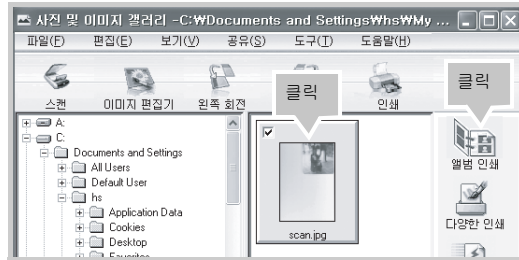 사진 및 이미지 갤러리 -C:₩Documents and Settings₩hs₩My ...
파일(F) 편집(E) 보기(V) 공유(S) 도구(T) 도움말(H)
스캔 이미지 편집기 왼쪽 회전 인쇄
클릭
클릭
A:
C:
Documents and Settings
All Users
Default User
hs
Application Data
Cookies
Desktop
scan.jpg
앨범 인쇄
다양한 인쇄